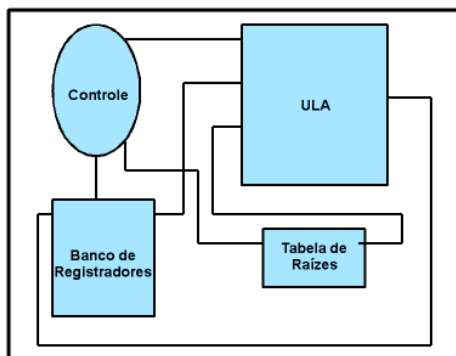 Controle
ULA
Banco de
Registradores
Tabela de
Raízes